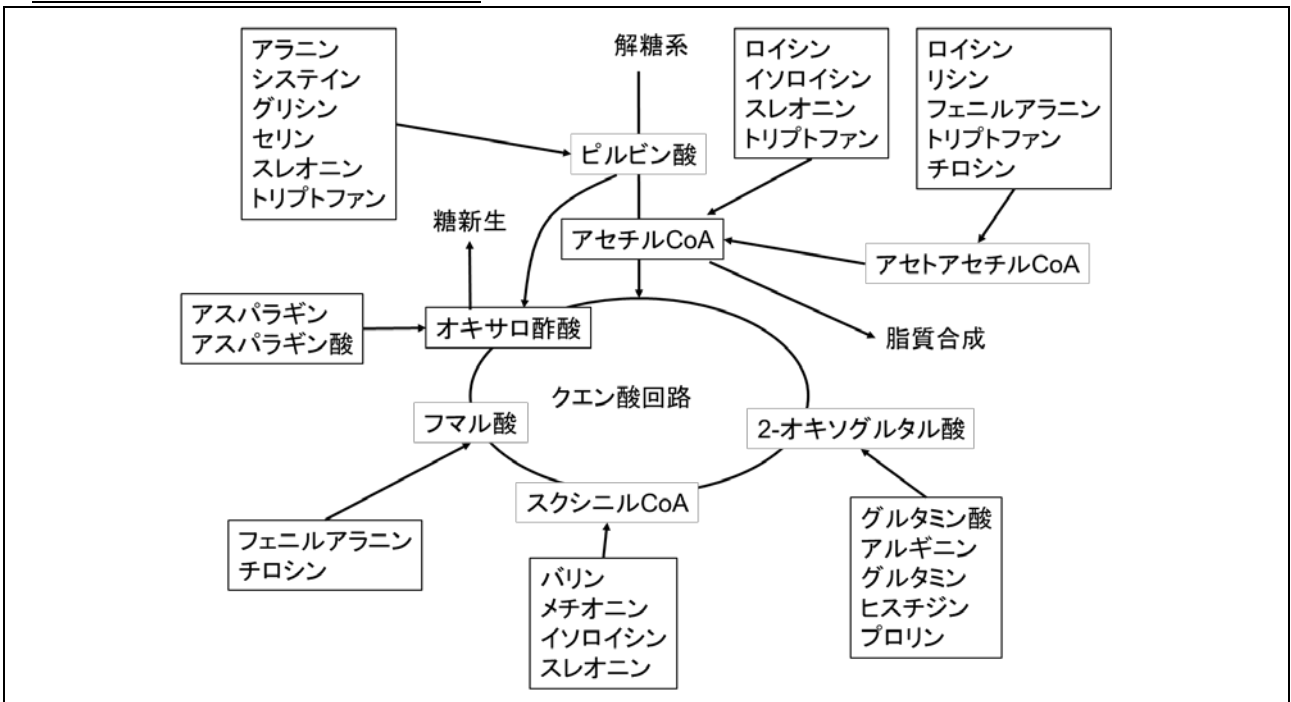 アラニン
システイン
グリシン
セリン
スレオニン
トリプトファン
解糖系
ロイシン
イソロイシン
スレオニン
トリプトファン
ロイシン
リシン
フェニルアラニン
トリプトファン
チロシン
ピルビン酸
糖新生
アセチルCoA
アセトアセチルCoA
アスパラギン
アスパラギン酸
オキサロ酢酸
脂質合成
クエン酸回路
フマル酸
2-オキソグルタル酸
スクシニルCoA
フェニルアラニン
チロシン
バリン
メチオニン
イソロイシン
スレオニン
グルタミン酸
アルギニン
グルタミン
ヒスチジン
プロリン